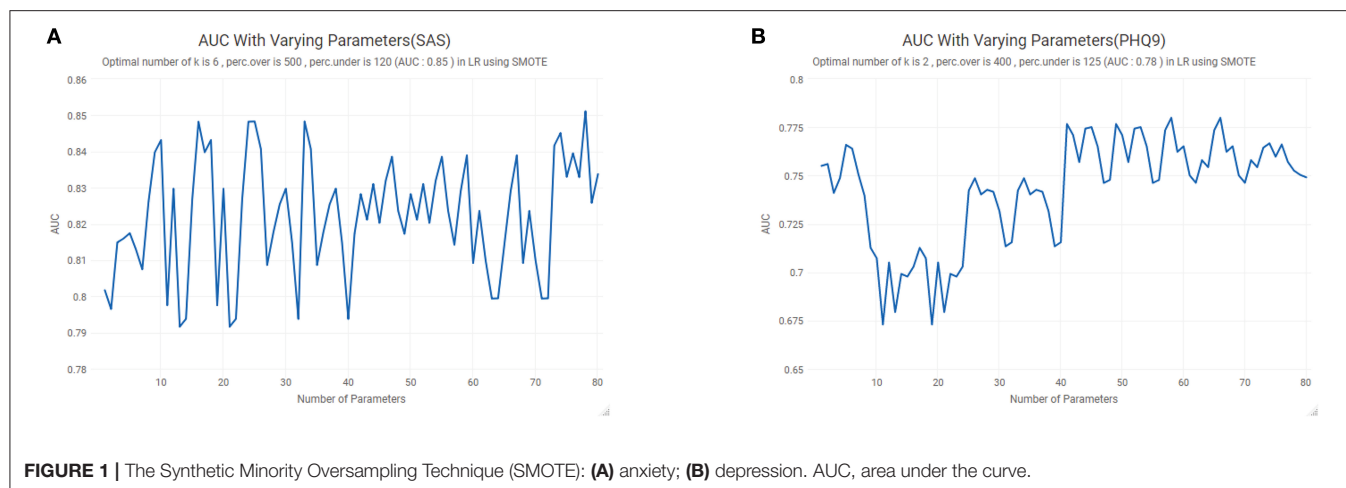 A
AUC With Varying Parameters(SAS)
Optimal number of k is 6 , perc.over is 500 , perc.under is 120 (AUC : 0.85 ) in LR using SMOTE
0.86
0.85
0.84
0.83
0.82
0.81
0.8
0.79
0.78
AUC
10 20 30 40 50 60 70 80
Number of Parameters
B
AUC With Varying Parameters(PHQ9)
Optimal number of k is 2 , perc.over is 400 , perc.under is 125 (AUC : 0.78 ) in LR using SMOTE
0.8
0.775
0.75
0.725
0.7
0.675
0.65
AUC
10 20 30 40 50 60 70 80
Number of Parameters
FIGURE 1 | The Synthetic Minority Oversampling Technique (SMOTE): (A) anxiety; (B) depression. AUC, area under the curve.